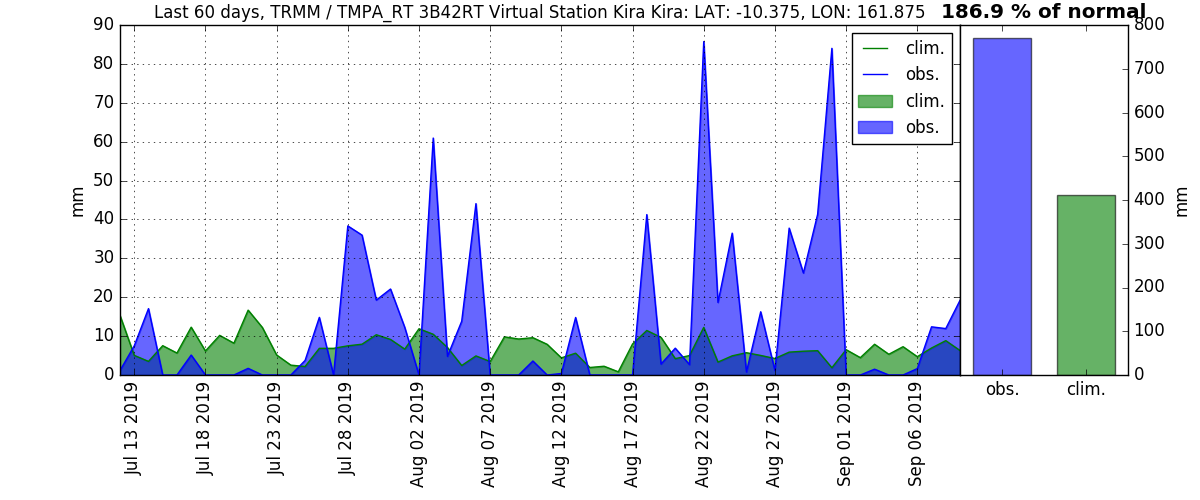 Last 60 days, TRMM / TMPA_RT 3B42RT Virtual Station Kira Kira: LAT: -10.375, LON: 161.875
186.9 % of normal
90
80
70
60
50
40
30
20
10
0
mm
clim.
obs.
clim.
obs.
Jul 13 2019
Jul 18 2019
Jul 23 2019
Jul 28 2019
Aug 02 2019
Aug 07 2019
Aug 12 2019
Aug 17 2019
Aug 22 2019
Aug 27 2019
Sep 01 2019
Sep 06 2019
800
700
600
500
400
300
200
100
0
mm
obs.
clim.